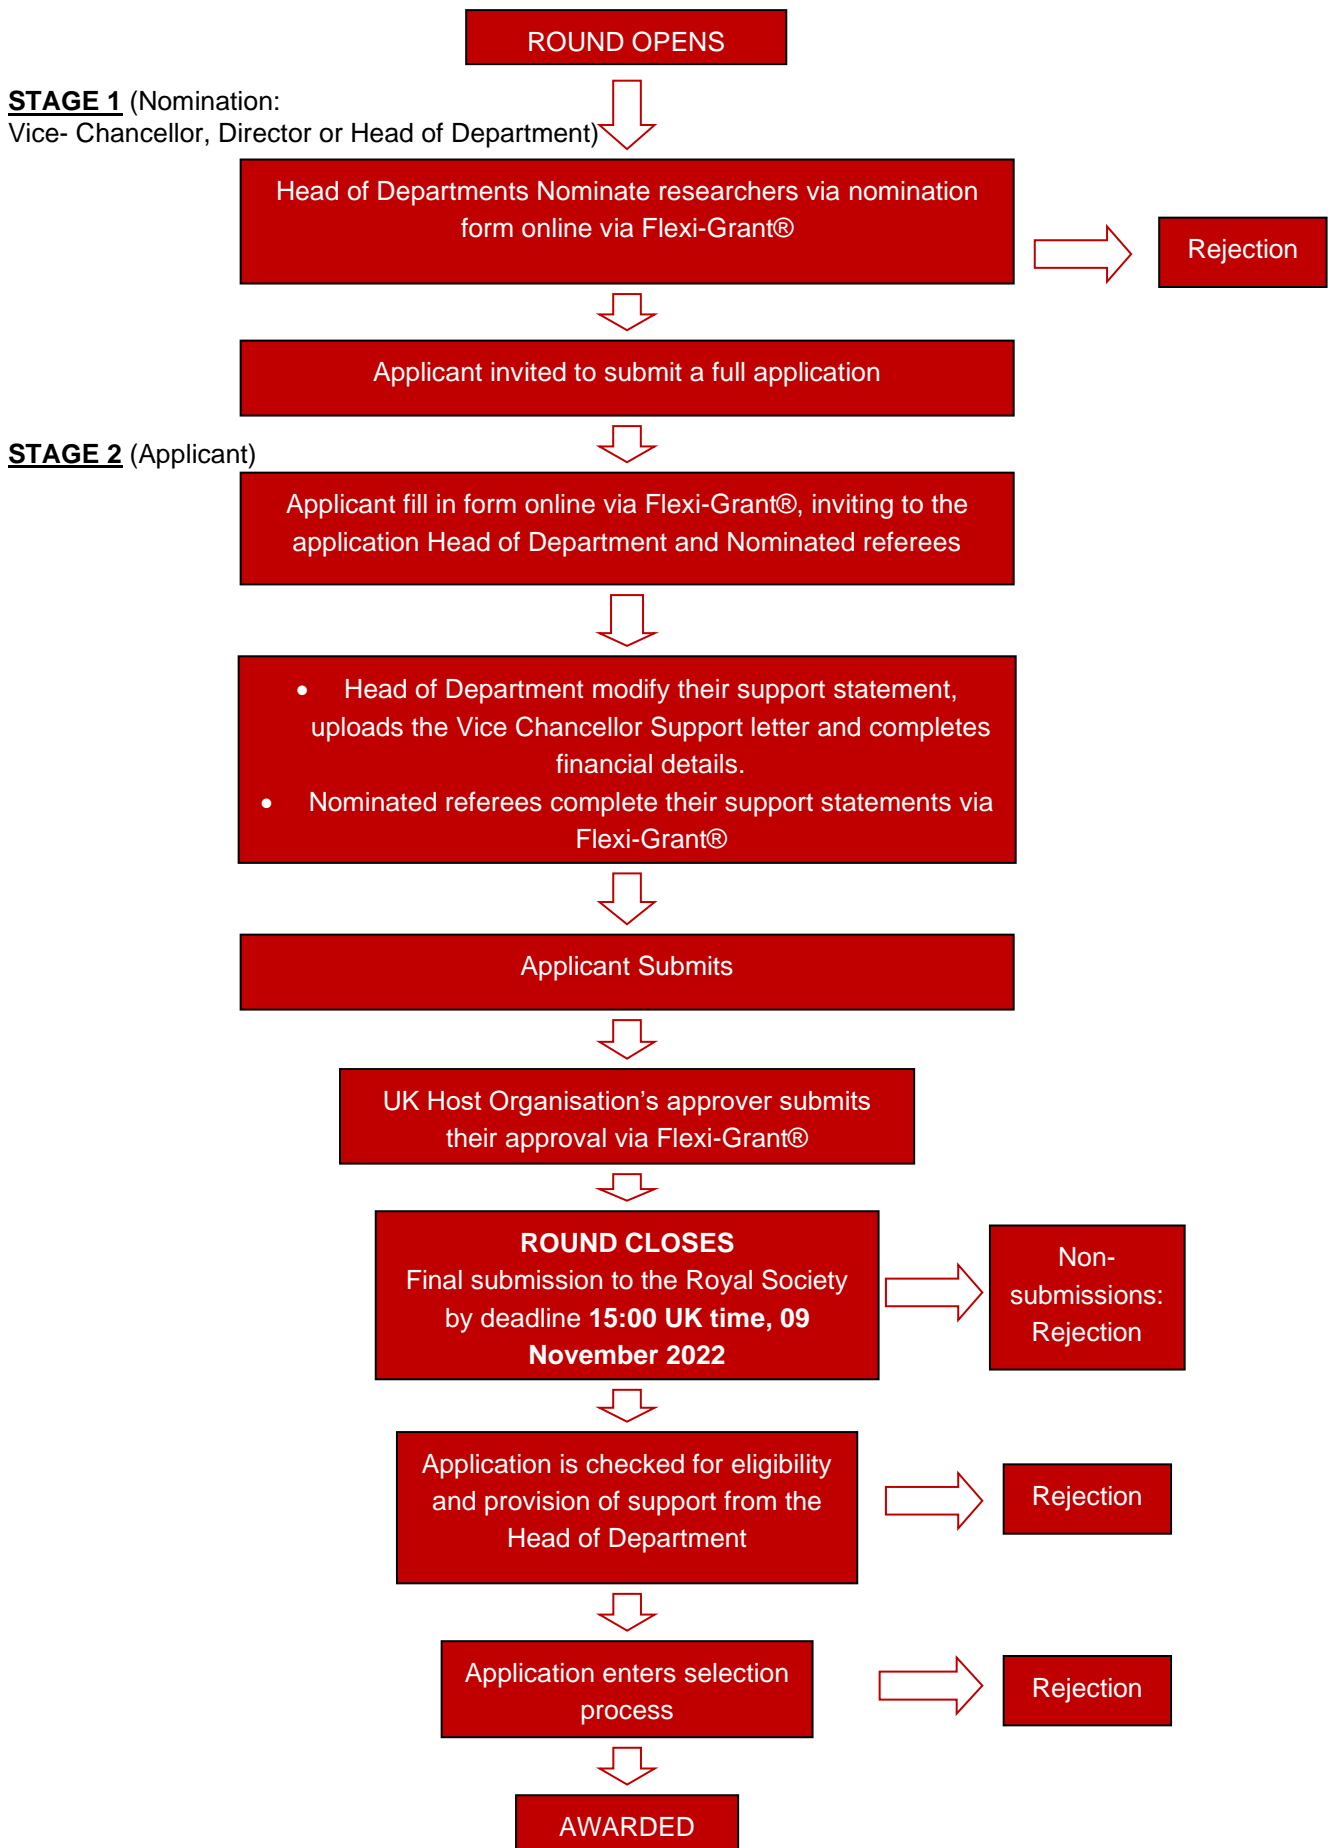 ROUND OPENS
STAGE 1 (Nomination:
Vice- Chancellor, Director or Head of Department)
Head of Departments Nominate researchers via nomination
form online via Flexi-Grant®
Rejection
Applicant invited to submit a full application
STAGE 2 (Applicant)
Applicant fill in form online via Flexi-Grant®, inviting to the
application Head of Department and Nominated referees
• Head of Department modify their support statement,
uploads the Vice Chancellor Support letter and completes
financial details.
• Nominated referees complete their support statements via
Flexi-Grant®
Applicant Submits
UK Host Organisation’s approver submits
their approval via Flexi-Grant®
ROUND CLOSES
Final submission to the Royal Society
by deadline 15:00 UK time, 09
November 2022
Non-
submissions:
Rejection
Application is checked for eligibility
and provision of support from the
Head of Department
Rejection
Application enters selection
process
Rejection
AWARDED